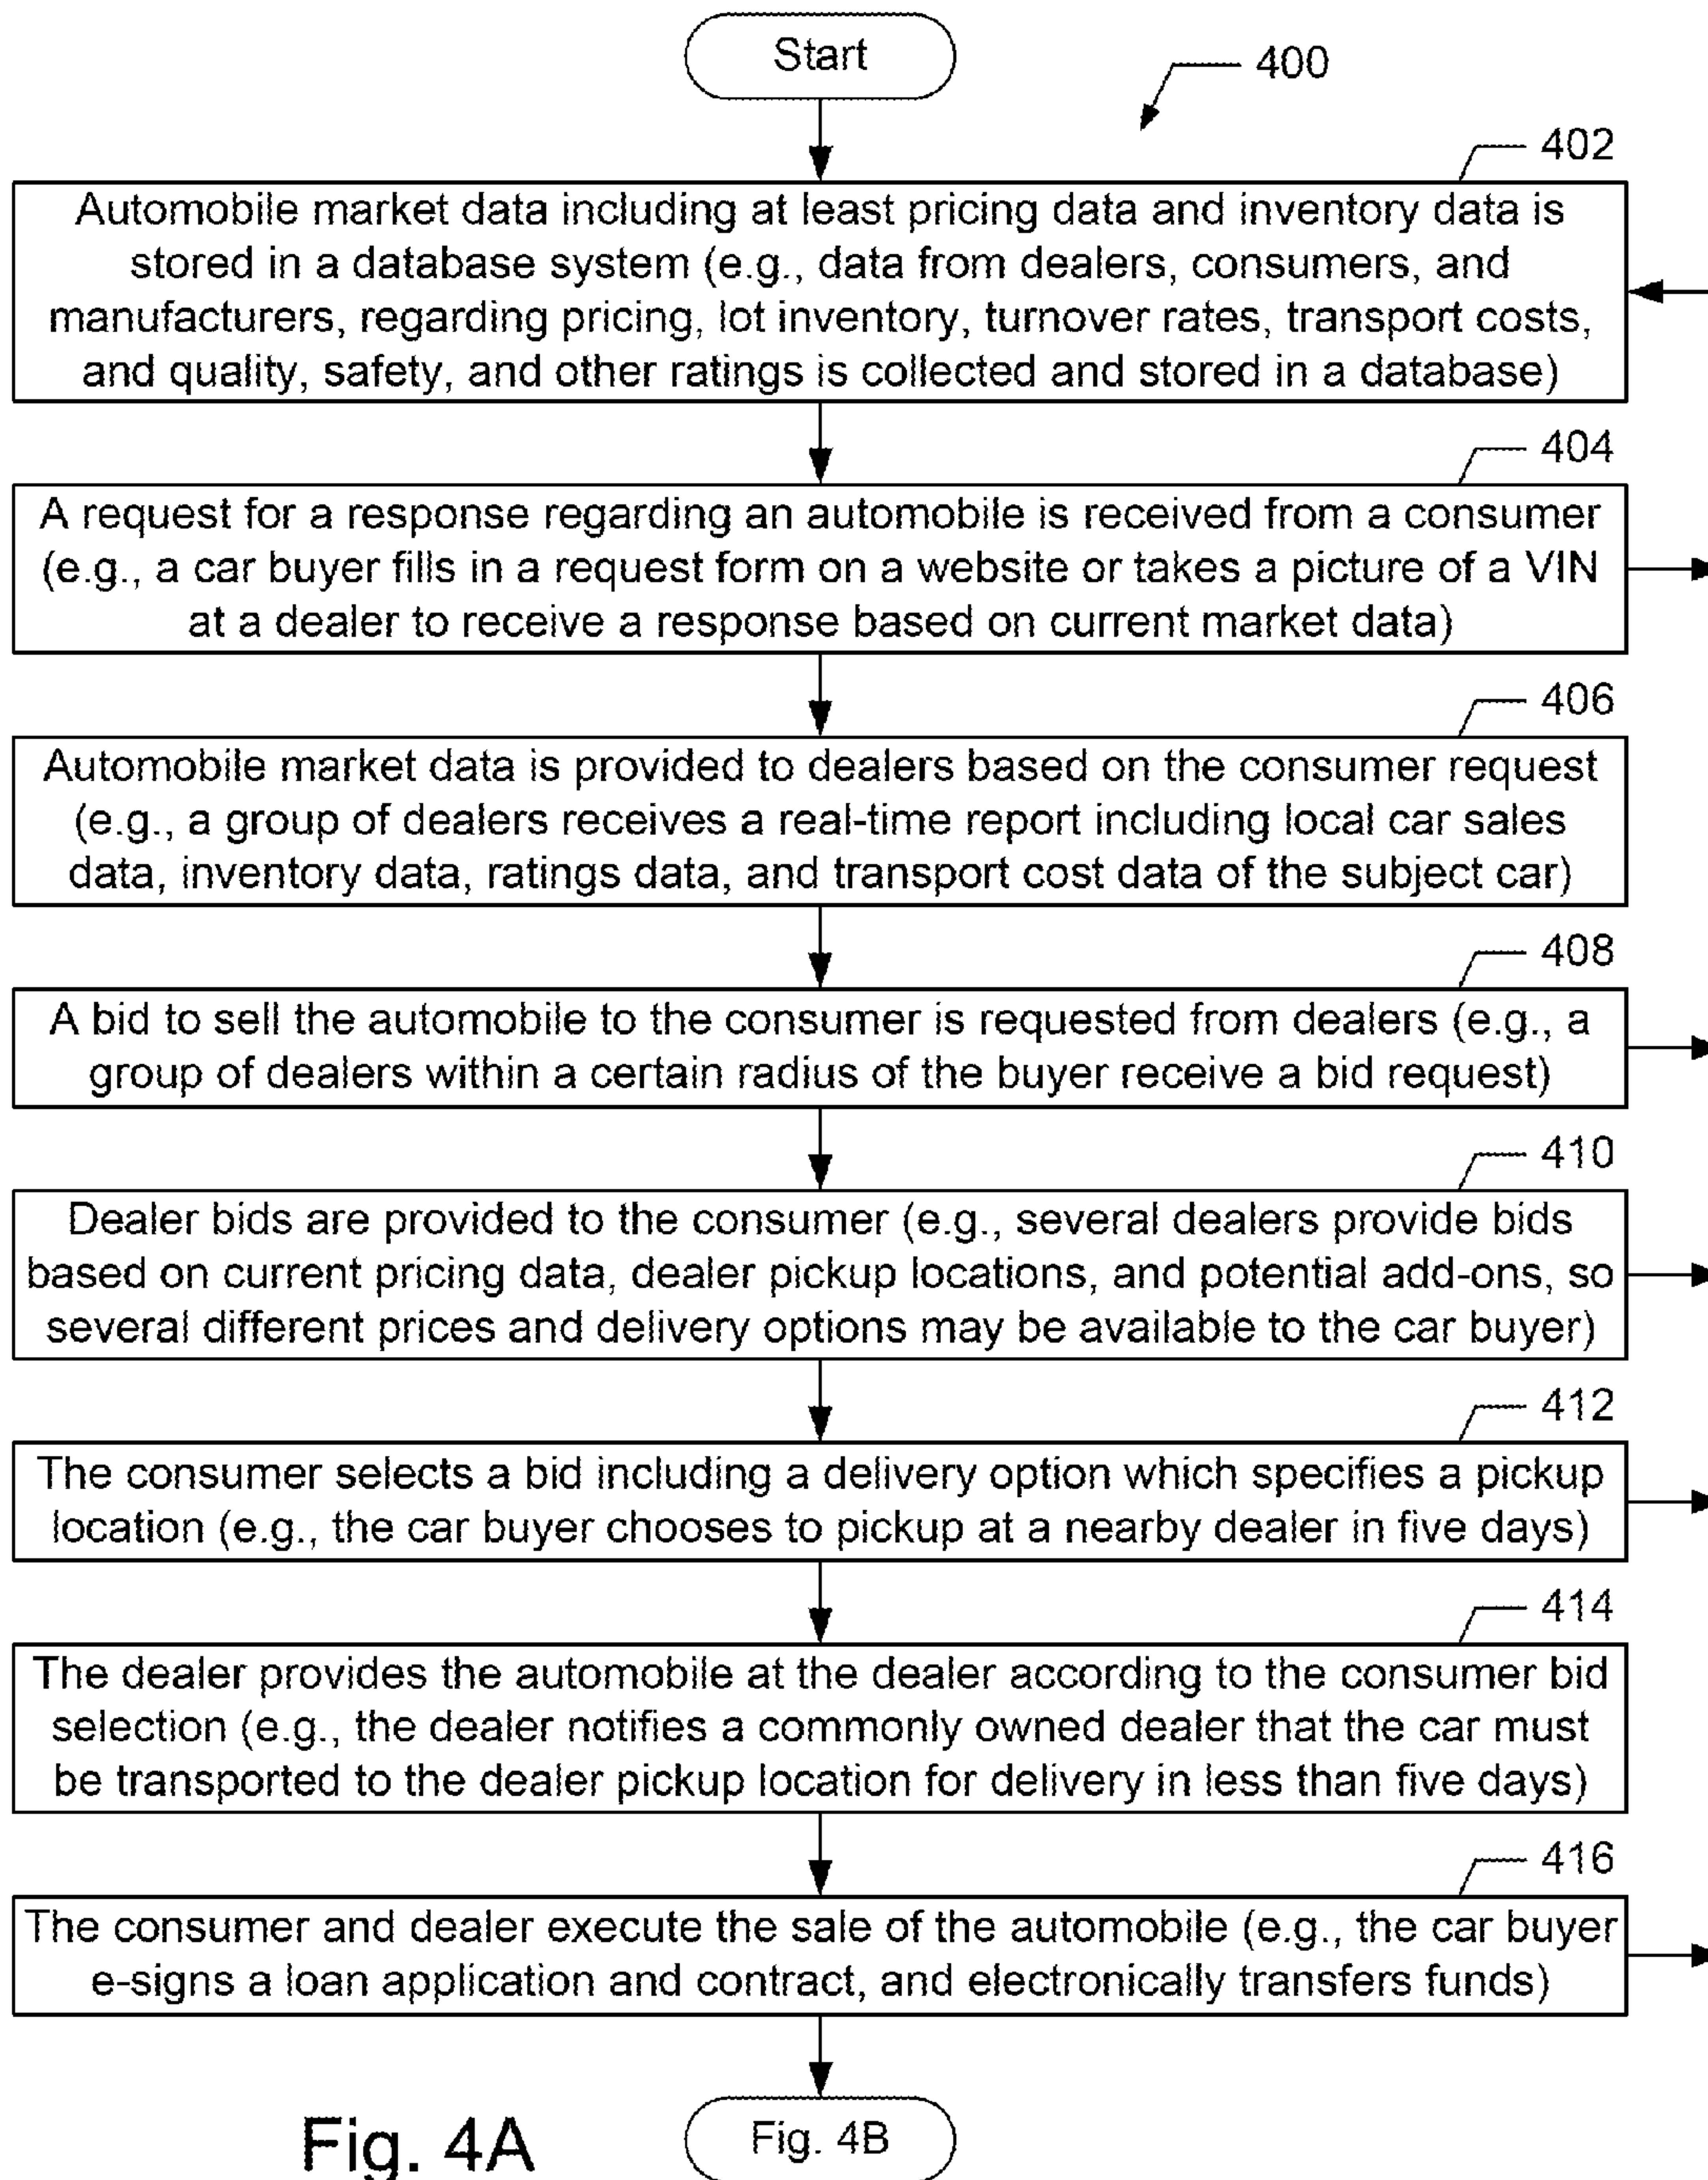 Start
400
402
Automobile market data including at least pricing data and inventory data is
stored in a database system (e.g., data from dealers, consumers, and
manufacturers, regarding pricing, lot inventory, turnover rates, transport costs,
and quality, safety, and other ratings is collected and stored in a database)
404
A request for a response regarding an automobile is received from a consumer
(e.g., a car buyer fills in a request form on a website or takes a picture of a VIN
at a dealer to receive a response based on current market data)
406
Automobile market data is provided to dealers based on the consumer request
(e.g., a group of dealers receives a real-time report including local car sales
data, inventory data, ratings data, and transport cost data of the subject car)
408
A bid to sell the automobile to the consumer is requested from dealers (e.g., a
group of dealers within a certain radius of the buyer receive a bid request)
410
Dealer bids are provided to the consumer (e.g., several dealers provide bids
based on current pricing data, dealer pickup locations, and potential add-ons, so
several different prices and delivery options may be available to the car buyer)
412
The consumer selects a bid including a delivery option which specifies a pickup
location (e.g., the car buyer chooses to pickup at a nearby dealer in five days)
414
The dealer provides the automobile at the dealer according to the consumer bid
selection (e.g., the dealer notifies a commonly owned dealer that the car must
be transported to the dealer pickup location for delivery in less than five days)
416
The consumer and dealer execute the sale of the automobile (e.g., the car buyer
e-signs a loan application and contract, and electronically transfers funds)
Fig. 4A
Fig. 4B